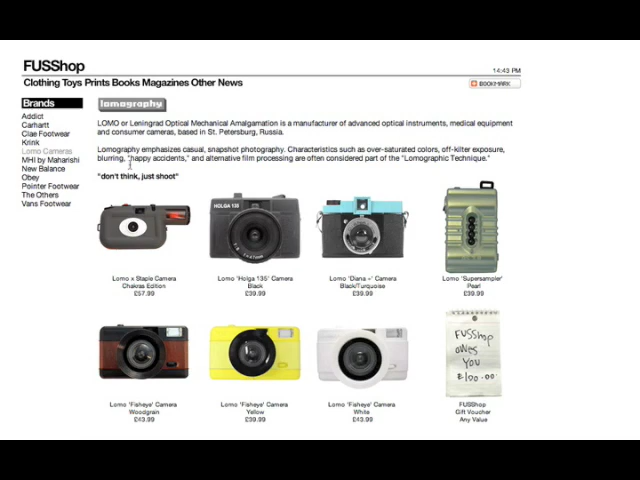 FUSShop
14:43 PM
Clothing Toys Prints Books Magazines Other News
BOOKMARK
Brands
Addict
Carhartt
Clae Footwear
Krink
Lomo Cameras
MHI by Maharishi
New Balance
Obey
Pointer Footwear
The Others
Vans Footwear
lomography
LOMO or Leningrad Optical Mechanical Amalgamation is a manufacturer of advanced optical instruments, medical equipment
and consumer cameras, based in St. Petersburg, Russia.
Lomography emphasizes casual, snapshot photography. Characteristics such as over-saturated colors, off-kilter exposure,
blurring, "happy accidents," and alternative film processing are often considered part of the "Lomographic Technique."
"don't think, just shoot"
HOLGA 135
Lomo x Staple Camera
Chakras Edition
£57.99
Lomo 'Holga 135' Camera
Black
£39.99
Lomo 'Diana +' Camera
Black/Turquoise
£39.99
Lomo 'Supersampler'
Pearl
£39.99
FUSShop
owes
You
£100.00
Lomo 'Fisheye' Camera
Woodgrain
£43.99
Lomo 'Fisheye' Camera
Yellow
£39.99
Lomo 'Fisheye' Camera
White
£43.99
FUSShop
Gift Voucher
Any Value